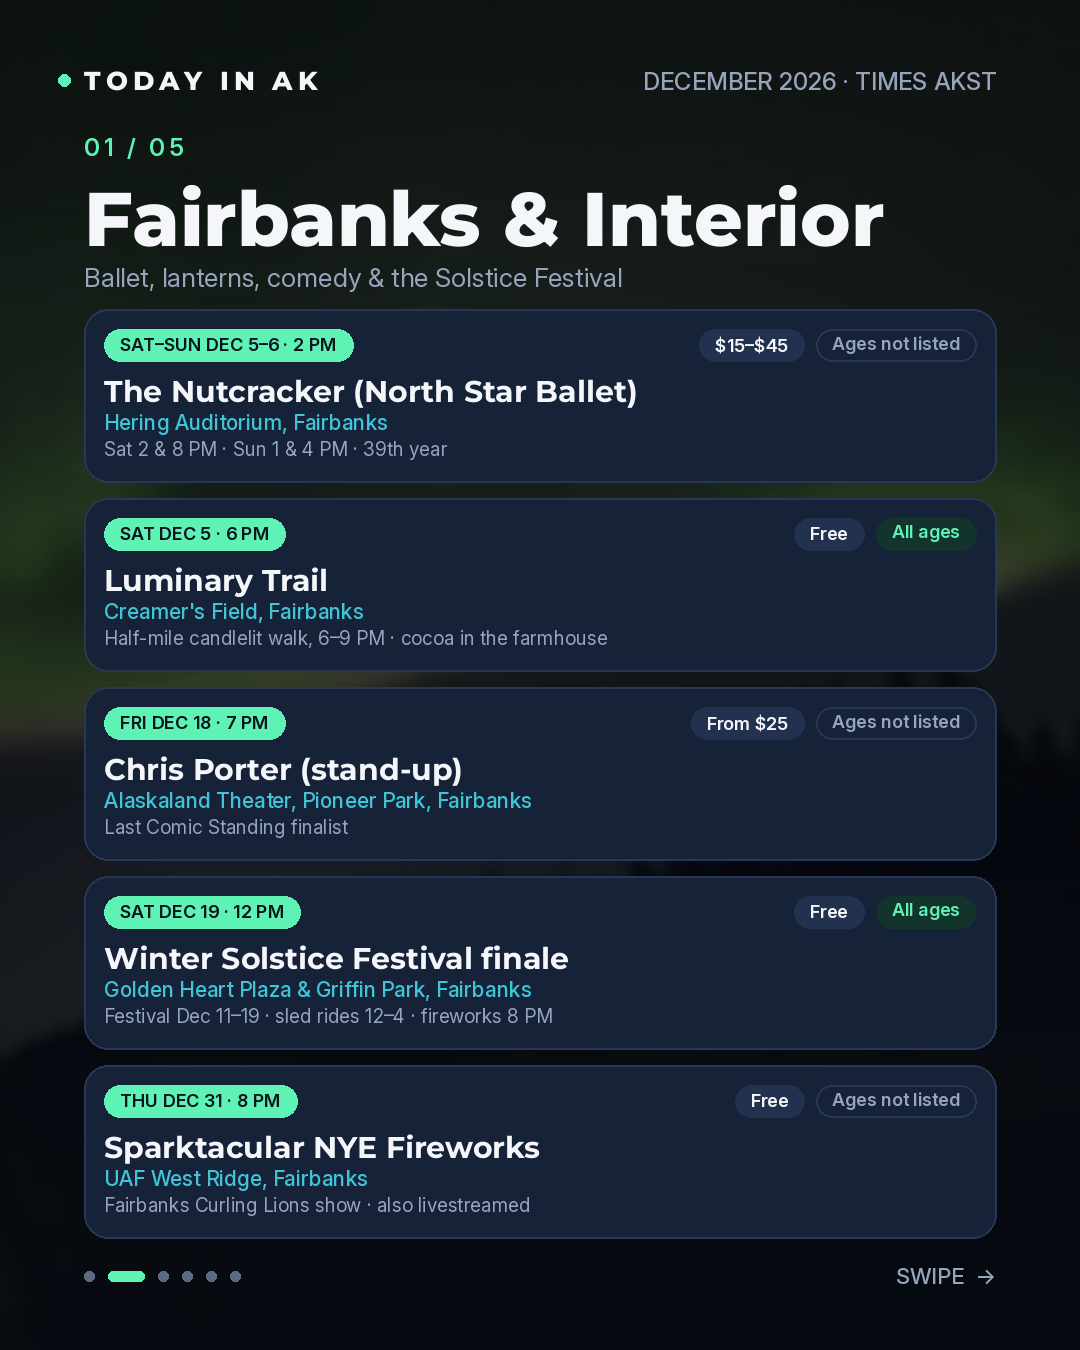 TODAY IN AK
DECEMBER 2026 · TIMES AKST
01 / 05
Fairbanks & Interior
Ballet, lanterns, comedy & the Solstice Festival
SAT–SUN DEC 5–6 · 2 PM
$15–$45
Ages not listed
The Nutcracker (North Star Ballet)
Hering Auditorium, Fairbanks
Sat 2 & 8 PM · Sun 1 & 4 PM · 39th year
SAT DEC 5 · 6 PM
Free
All ages
Luminary Trail
Creamer's Field, Fairbanks
Half-mile candlelit walk, 6–9 PM · cocoa in the farmhouse
FRI DEC 18 · 7 PM
From $25
Ages not listed
Chris Porter (stand-up)
Alaskaland Theater, Pioneer Park, Fairbanks
Last Comic Standing finalist
SAT DEC 19 · 12 PM
Free
All ages
Winter Solstice Festival finale
Golden Heart Plaza & Griffin Park, Fairbanks
Festival Dec 11–19 · sled rides 12–4 · fireworks 8 PM
THU DEC 31 · 8 PM
Free
Ages not listed
Sparktacular NYE Fireworks
UAF West Ridge, Fairbanks
Fairbanks Curling Lions show · also livestreamed
SWIPE →